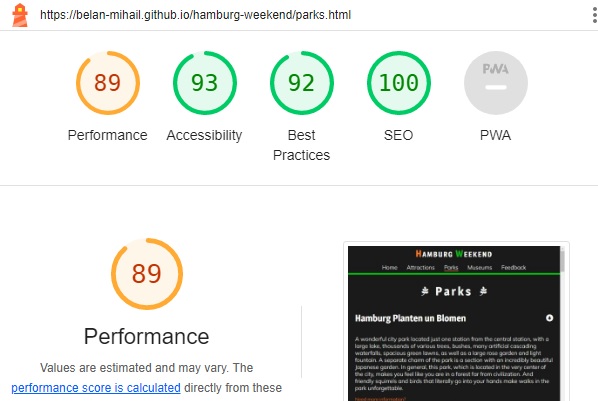 https://belan-mihail.github.io/hamburg-weekend/parks.html
89
93
92
100
PWA
Performance
Accessibility
Best
Practices
SEO
PWA
89
Performance
Values are estimated and may vary. The
performance score is calculated directly from these
HAMBURG WEEKEND
Home Attractions Parks Museums Feedback
Parks
Hamburg Planten un Blomen
A wonderful city park located just one station from the central station, with a
large lake, thousands of various trees, bushes, many artificial cascading
waterfalls, spacious green lawns, as well as a large rose garden and light
fountain. A separate charm of the park is a section with an incredibly beautiful
Japanese garden. In general, this park, which is located in the very center of
the city, makes you feel like you are in a forest far from civilization. And
friendly squirrels and birds that literally go into your hands make walks in the
park unforgettable.